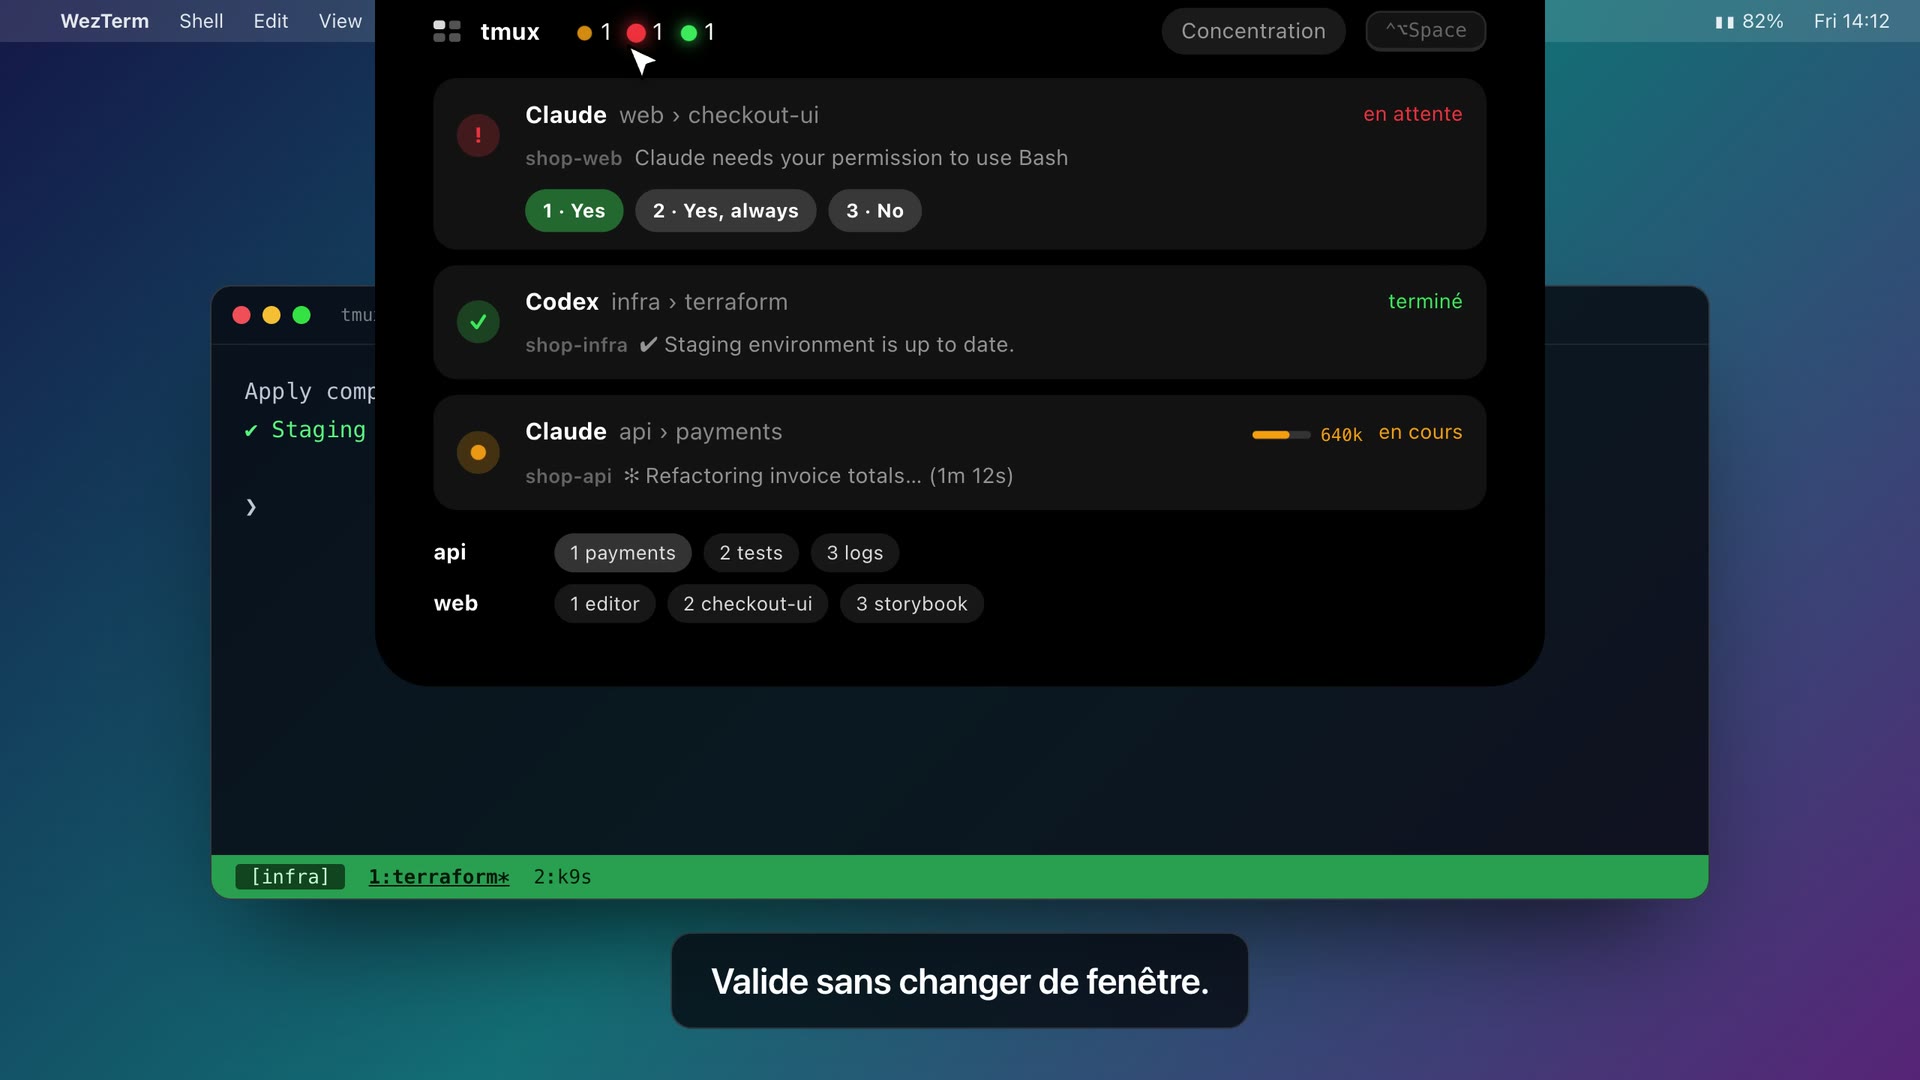 WezTerm Shell Edit View
82% Fri 14:12
tmux 1 1 1
Concentration ^⌥Space
Claude web › checkout-ui en attente
! shop-web Claude needs your permission to use Bash
1 · Yes 2 · Yes, always 3 · No
Codex infra › terraform terminé
shop-infra ✔ Staging environment is up to date.
Claude api › payments 640k en cours
shop-api ✻ Refactoring invoice totals… (1m 12s)
api 1 payments 2 tests 3 logs
web 1 editor 2 checkout-ui 3 storybook
tmu
Apply comp
✔ Staging
❯
[infra] 1:terraform* 2:k9s
Valide sans changer de fenêtre.